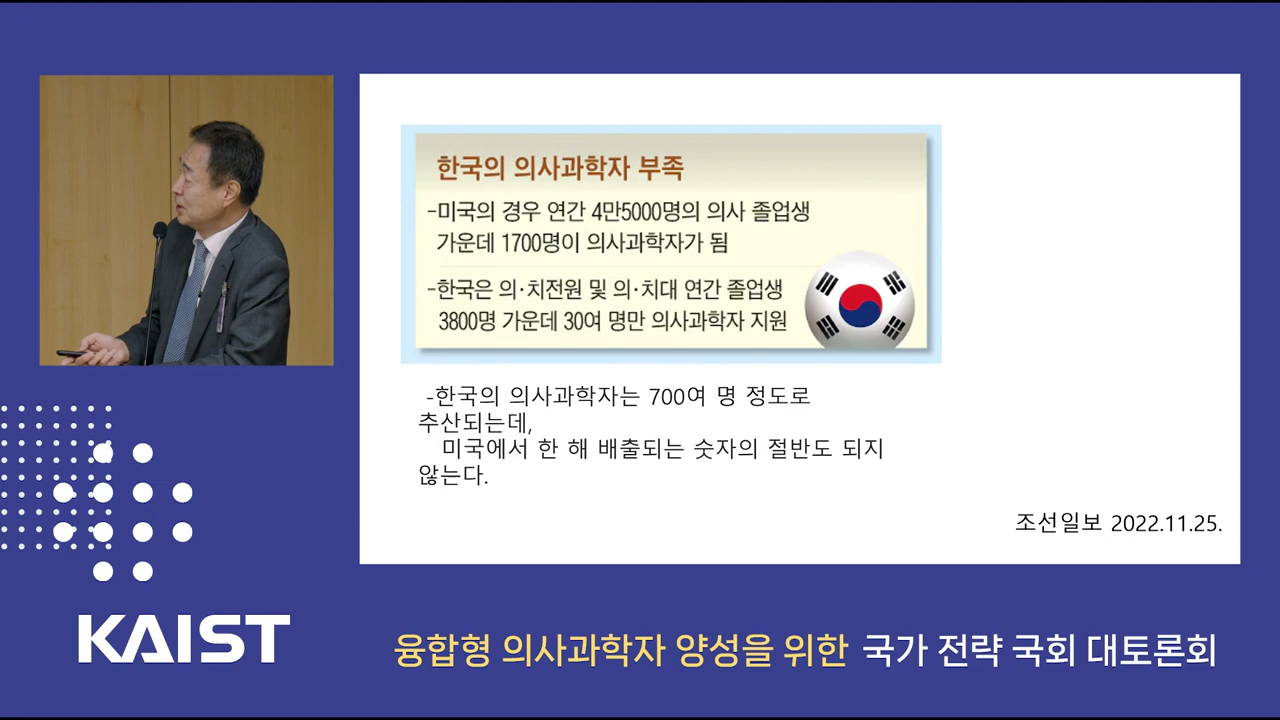 한국의 의사과학자 부족
-미국의 경우 연간 4만5000명의 의사 졸업생
가운데 1700명이 의사과학자가 됨
-한국은 의·치전원 및 의·치대 연간 졸업생
3800명 가운데 30여 명만 의사과학자 지원
-한국의 의사과학자는 700여 명 정도로
추산되는데,
미국에서 한 해 배출되는 숫자의 절반도 되지
않는다.
조선일보 2022.11.25.
KAIST
융합형 의사과학자 양성을 위한 국가 전략 국회 대토론회